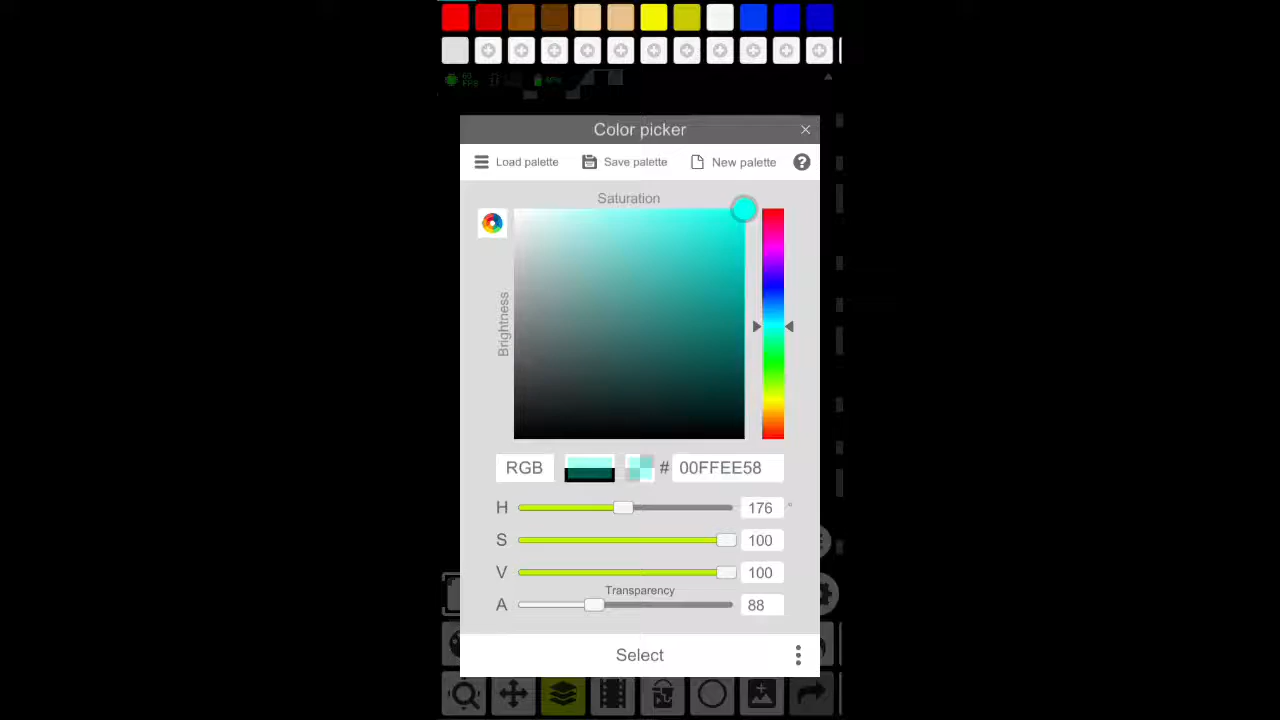 Color picker
Load palette
Save palette
New palette
Saturation
Brightness
RGB
# 00FFEE58
H
176 °
S
100
V
100
Transparency
A
88
Select